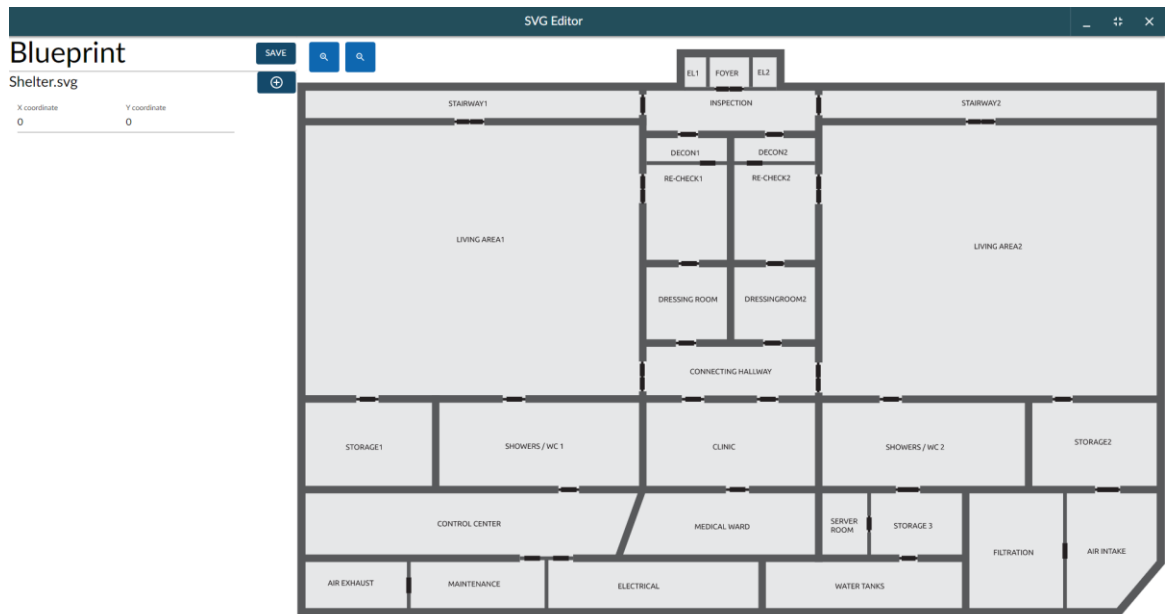 SVG Editor
Blueprint
SAVE
Shelter.svg
X coordinate
Y coordinate
0
0
EL1
FOYER
EL2
STAIRWAY1
INSPECTION
STAIRWAY2
DECON1
DECON2
RE-CHECK1
RE-CHECK2
LIVING AREA1
LIVING AREA2
DRESSING ROOM
DRESSINGROOM2
CONNECTING HALLWAY
STORAGE1
SHOWERS / WC 1
CLINIC
SHOWERS / WC 2
STORAGE2
CONTROL CENTER
MEDICAL WARD
SERVER
ROOM
STORAGE 3
FILTRATION
AIR INTAKE
AIR EXHAUST
MAINTENANCE
ELECTRICAL
WATER TANKS